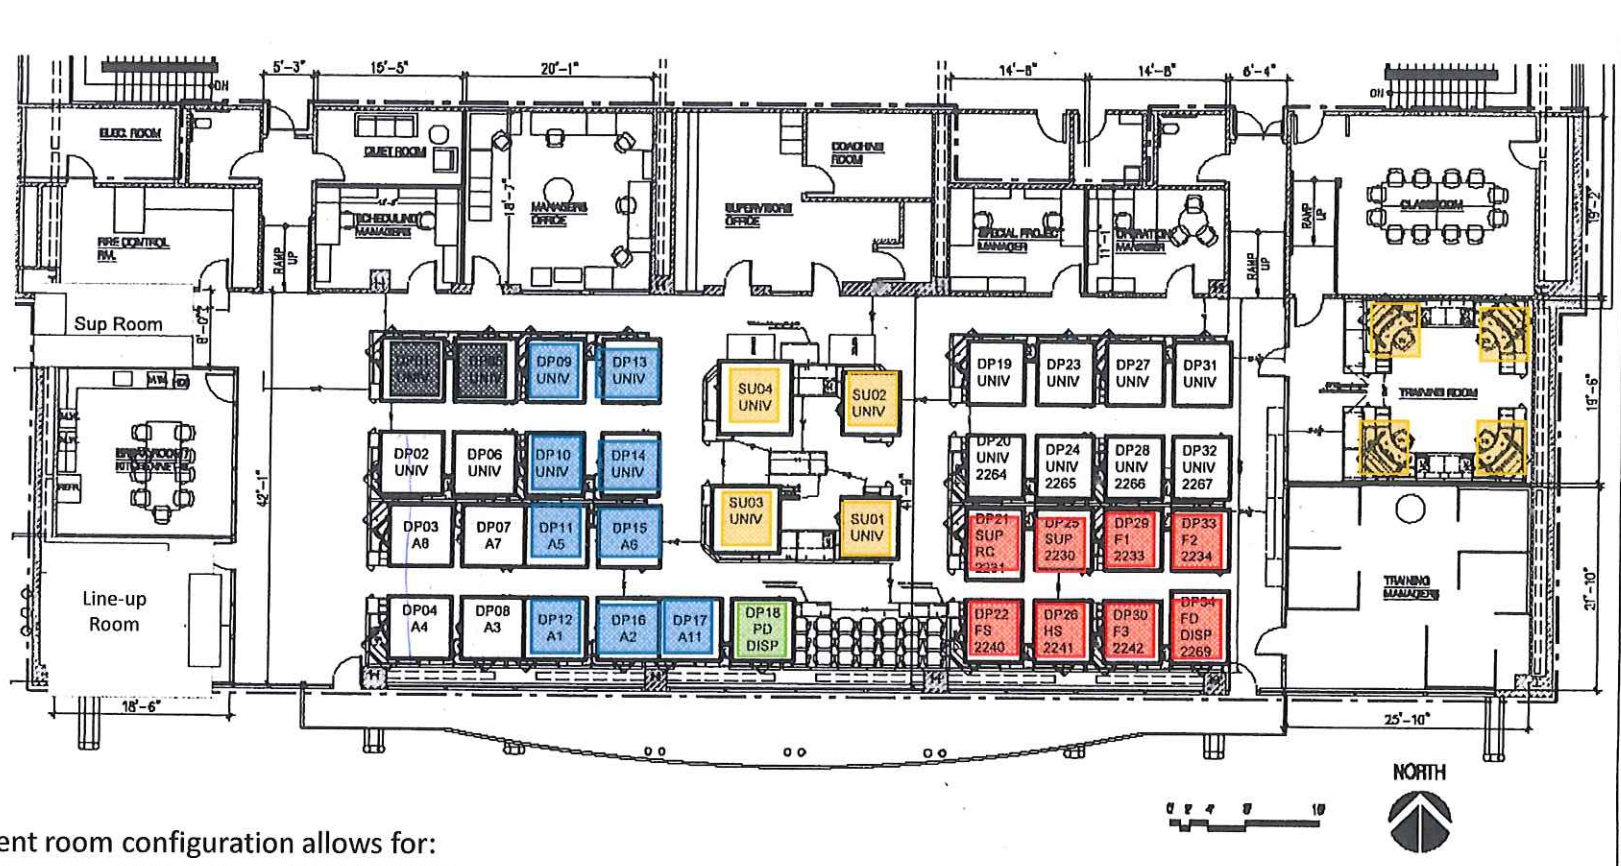 5'-3"
15'-5"
20'-1"
14'-8"
14'-8"
6'-4"
ELEC. ROOM
QUIET ROOM
COACHING
ROOM
FIRE CONTROL
RM.
RAMP
UP
SCHEDULING
MANAGERS
MANAGERS
OFFICE
18'-7"
SUPERVISORS
OFFICE
SPECIAL PROJECT
MANAGER
OPERATION
MANAGER
11'-1"
RAMP
UP
RAMP
UP
CLASSROOM
19'-2"
Sup Room
8'-0"
DP09
UNIV
DP13
UNIV
SU04
UNIV
SU02
UNIV
DP19
UNIV
DP23
UNIV
DP27
UNIV
DP31
UNIV
TRAINING ROOM
19'-6"
REFR.
42'-1"
DP02
UNIV
DP06
UNIV
DP10
UNIV
DP14
UNIV
DP20
UNIV
2264
DP24
UNIV
2265
DP28
UNIV
2266
DP32
UNIV
2267
DP03
A8
DP07
A7
DP11
A5
DP15
A6
SU03
UNIV
SU01
UNIV
DP21
SUP
RC
2231
DP25
SUP
2230
DP29
F1
2233
DP33
F2
2234
Line-up
Room
DP04
A4
DP08
A3
DP12
A1
DP16
A2
DP17
A11
DP18
PD
DISP
DP22
FS
2240
DP26
HS
2241
DP30
F3
2242
DP34
FD
DISP
2269
TRAINING
MANAGERS
21'-10"
18'-6"
25'-10"
NORTH
ent room configuration allows for: